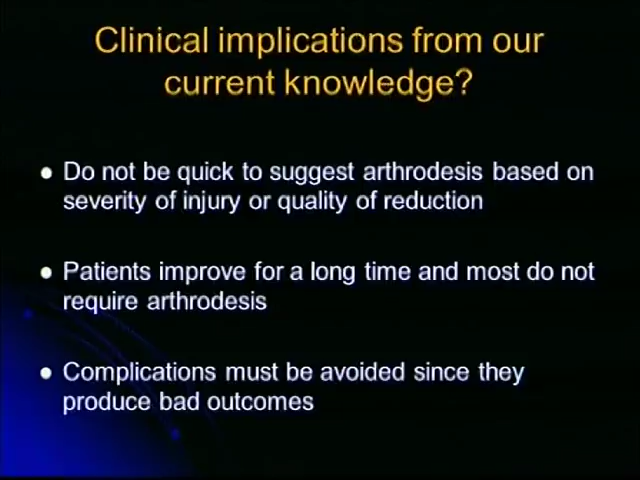 Clinical implications from our
current knowledge?
Do not be quick to suggest arthrodesis based on
severity of injury or quality of reduction
Patients improve for a long time and most do not
require arthrodesis
Complications must be avoided since they
produce bad outcomes